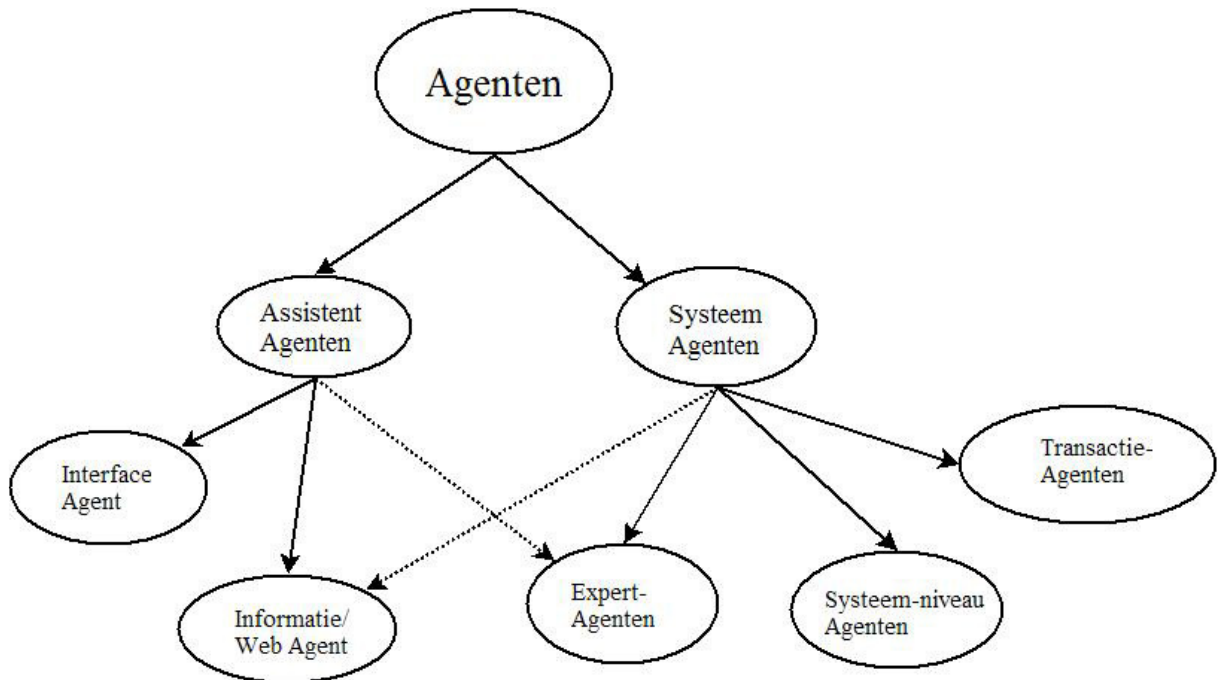 Agenten
Assistent
Agenten
Systeem
Agenten
Interface
Agent
Informatie/
Web Agent
Expert-
Agenten
Systeem-niveau
Agenten
Transactie-
Agenten